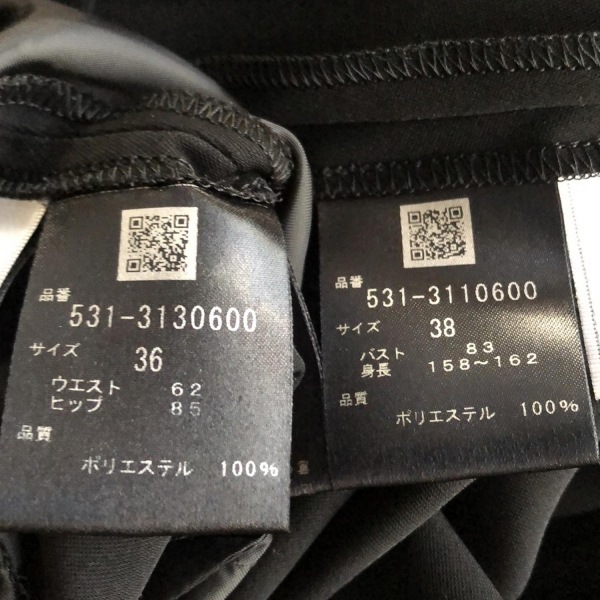 品番
531-3130600
サイズ
36
ウエスト 62
ヒップ 85
品質
ポリエステル 100%
品番
531-3110600
サイズ 38
バスト 83
身長 158〜162
品質
ポリエステル 100%